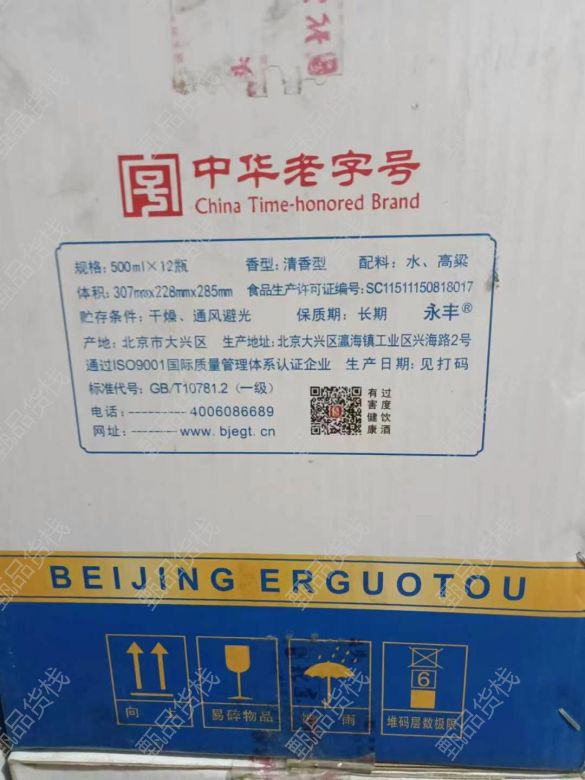 中华老字号
China Time-honored Brand
规格: 500ml×12瓶 香型: 清香型 配料: 水、高粱
体积: 307mm×228mm×285mm 食品生产许可证编号: SC11511150818017
贮存条件: 干燥、通风避光 保质期: 长期 永丰®
产地: 北京市大兴区 生产地址: 北京大兴区瀛海镇工业区兴海路2号
通过ISO9001国际质量管理体系认证企业 生产日期: 见打码
标准代号: GB/T10781.2 (一级)
电话:---------- 4006086689
网址:-------- www.bjegt.cn
过度饮酒
有害健康
BEIJING ERGUOTOU
6
向上
易碎物品
雨
堆码层数极限
甄品货栈